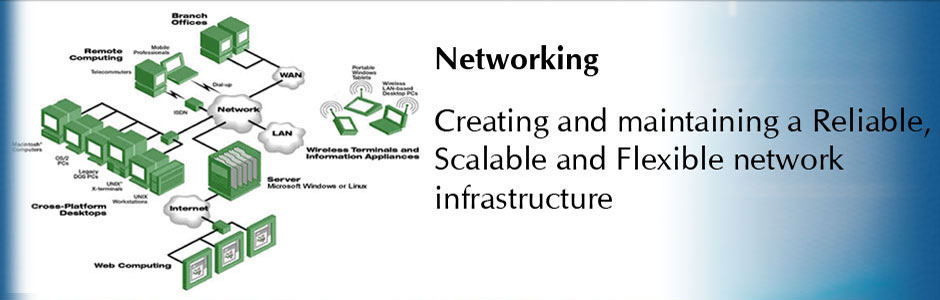 Branch
Offices
Remote
Computing
Mobile
Professionals
Telecommuters
Dial-up
ISDN
WAN
Network
LAN
Portable
Windows
Tablets
Wireless
LAN-based
Desktop PCs
Wireless Terminals and
Information Appliances
Macintosh*
Computers
OS/2
PCs
Legacy
DOS PCs
UNIX*
X-terminals
UNIX
Workstations
Cross-Platform
Desktops
Server
Microsoft Windows or Linux
Internet
Web Computing
Networking
Creating and maintaining a Reliable,
Scalable and Flexible network
infrastructure